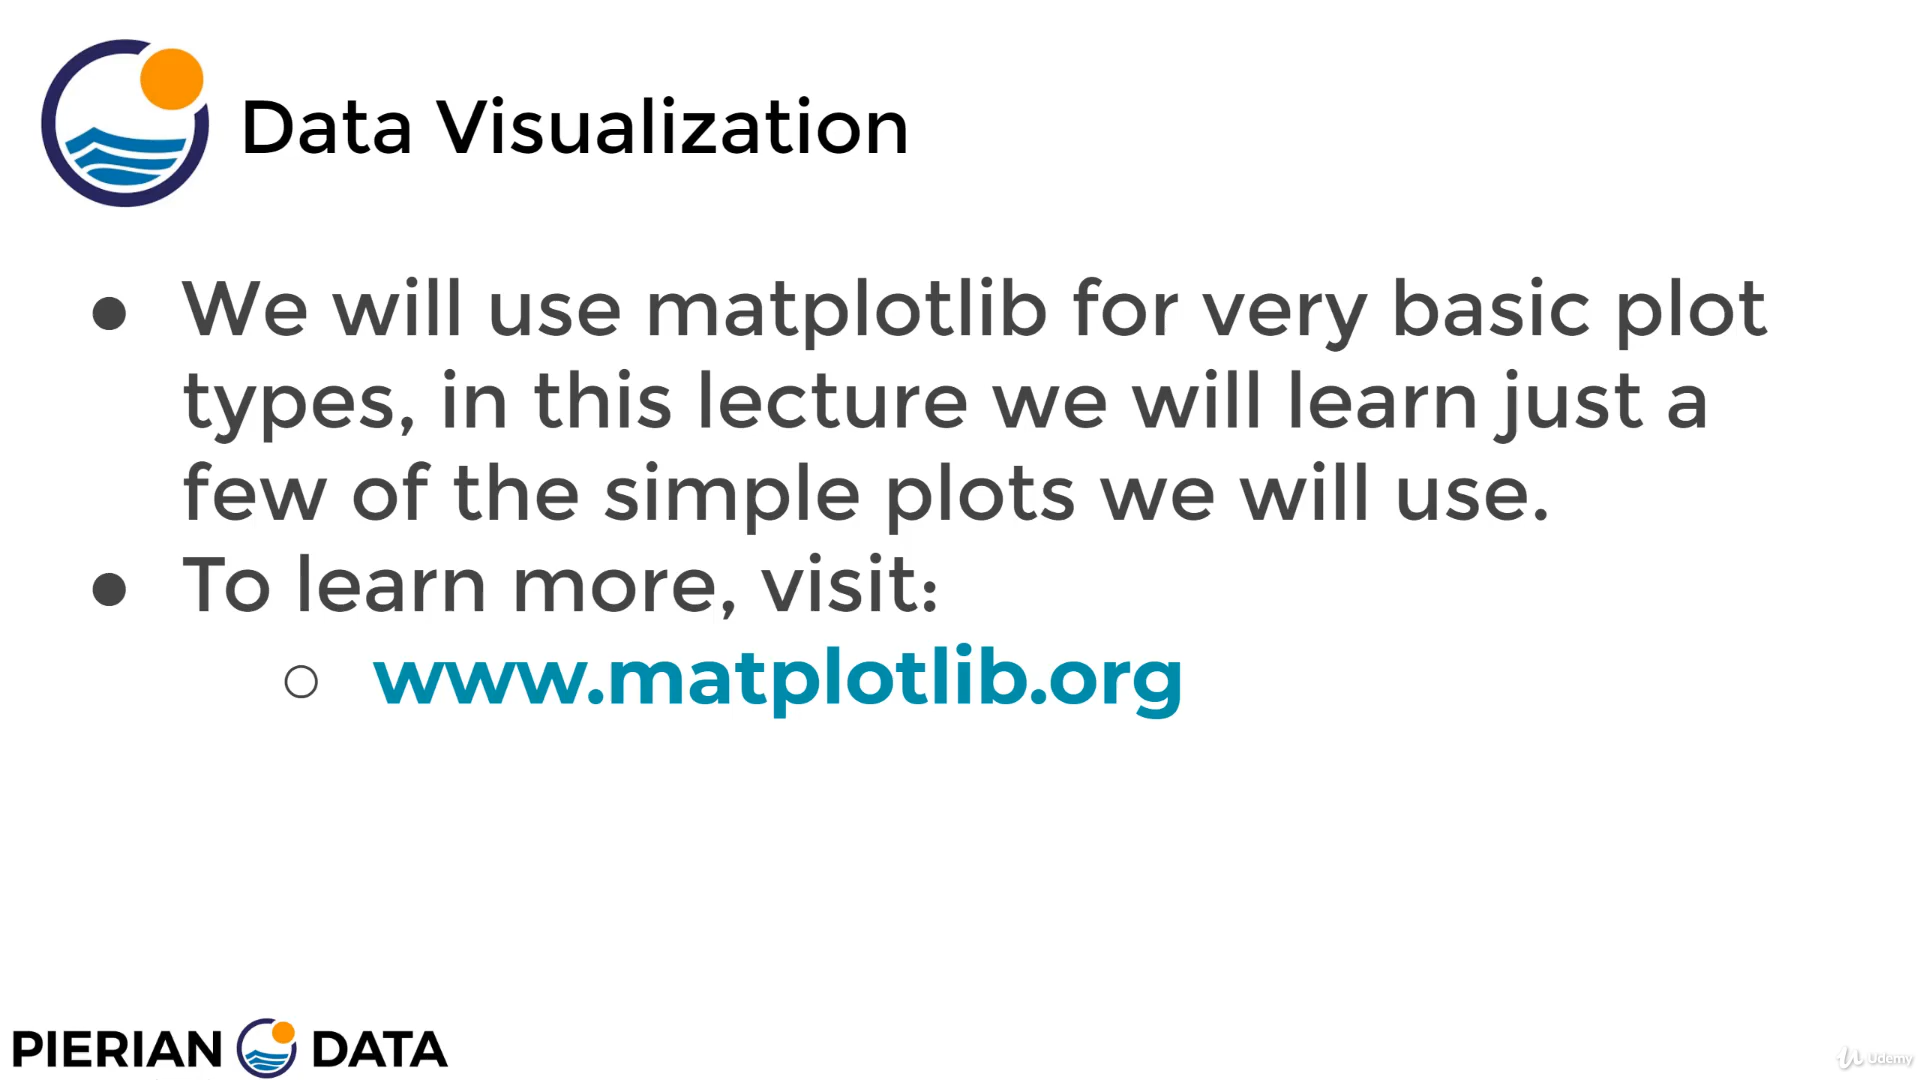 Data Visualization
● We will use matplotlib for very basic plot
types, in this lecture we will learn just a
few of the simple plots we will use.
● To learn more, visit:
○ www.matplotlib.org
PIERIAN DATA
Udemy